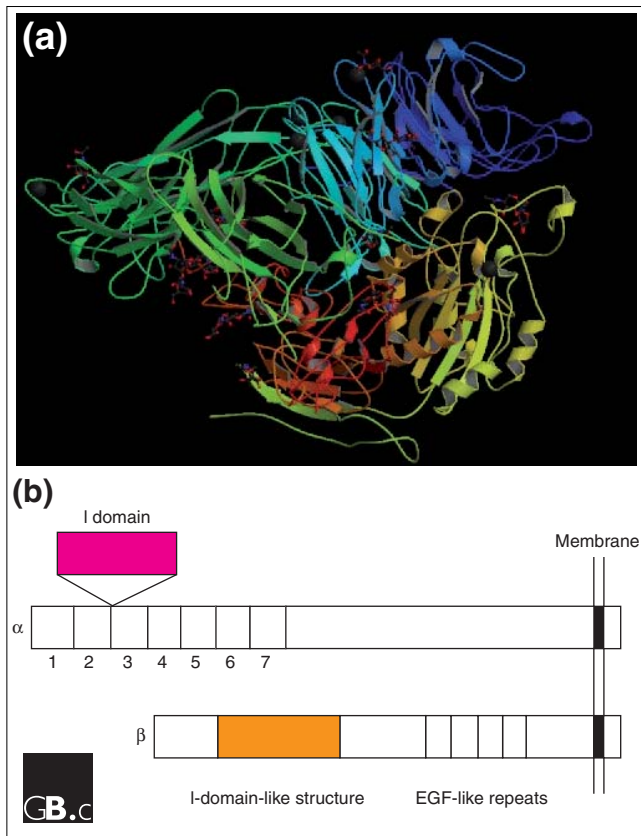 (a)
(b)
I domain
Membrane
α
1 2 3 4 5 6 7
β
I-domain-like structure EGF-like repeats
GB.c